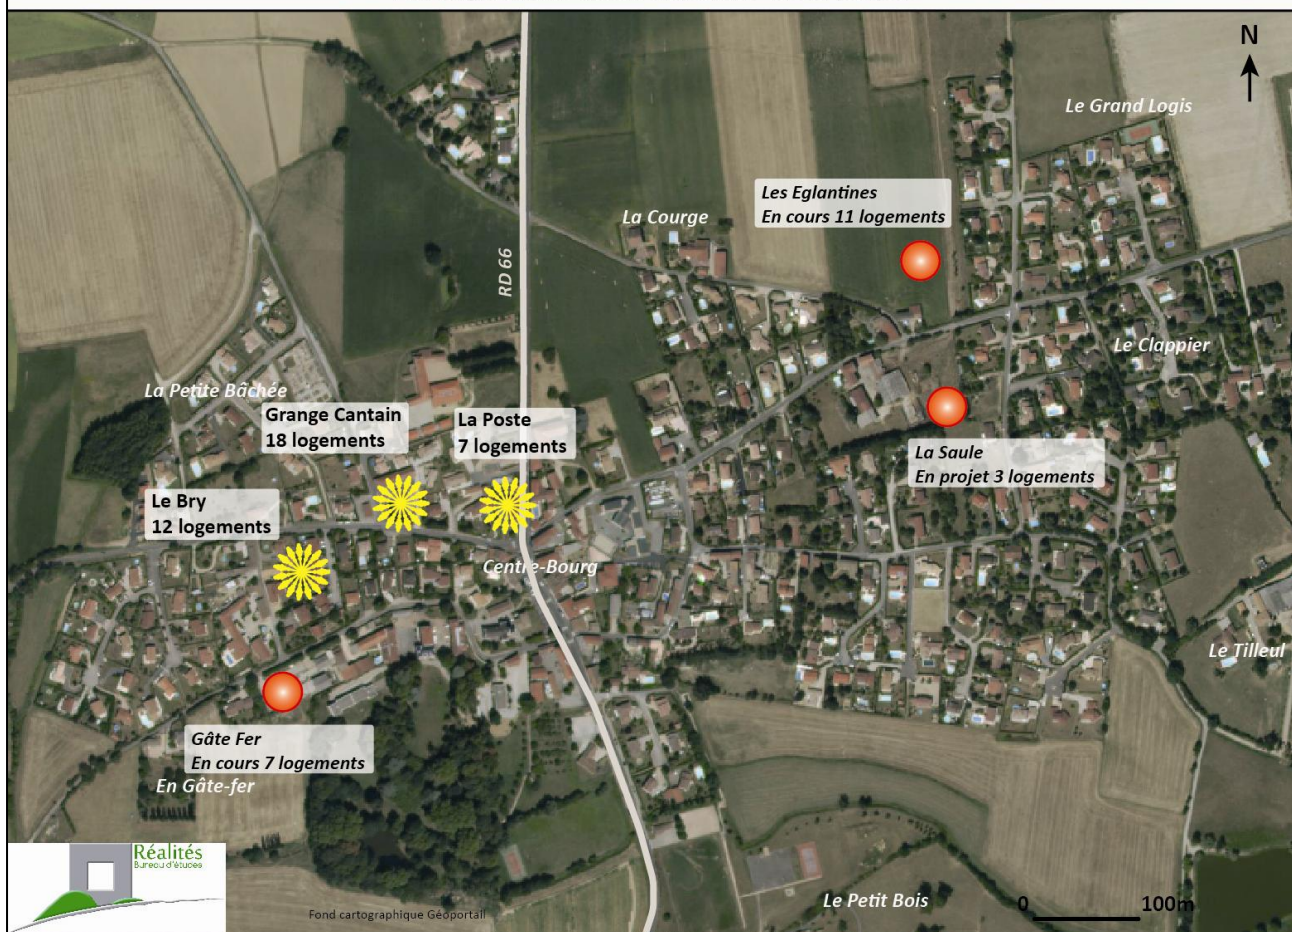 N
Le Grand Logis
Les Eglantines
En cours 11 logements
La Courge
RD 66
Le Clappier
La Petite Bâchée
Grange Cantain
18 logements
La Poste
7 logements
La Saule
En projet 3 logements
Le Bry
12 logements
Centre-Bourg
Le Tilleul
Gâte Fer
En cours 7 logements
En Gâte-fer
Réalités
Bureau d'études
Fond cartographique Géoportail
Le Petit Bois
0 100m